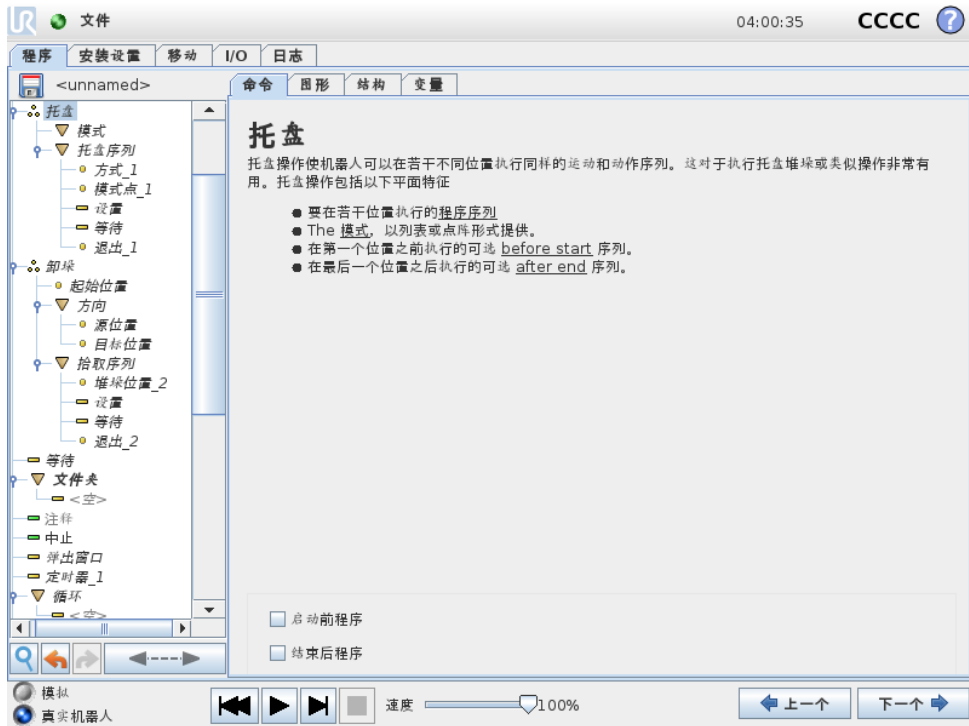 UR 文件 04:00:35 CCCC ?
程序 安装设置 移动 I/O 日志
<unnamed>
命令 图形 结构 变量
托盘
模式
托盘序列
方式_1
模式点_1
设置
等待
退出_1
卸垛
起始位置
方向
源位置
目标位置
拾取序列
堆垛位置_2
设置
等待
退出_2
等待
文件夹
<空>
注释
中止
弹出窗口
定时器_1
循环
<空>
托盘
托盘操作使机器人可以在若干不同位置执行同样的运动和动作序列。这对于执行托盘堆垛或类似操作非常有
用。托盘操作包括以下平面特征
● 要在若干位置执行的程序序列
● The 模式, 以列表或点阵形式提供。
● 在第一个位置之前执行的可选 before start 序列。
● 在最后一个位置之后执行的可选 after end 序列。
启动前程序
结束后程序
模拟
真实机器人
速度 100%
上一个 下一个